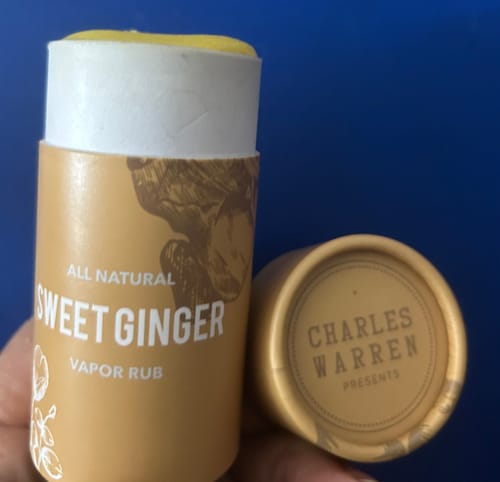 ALL NATURAL
SWEET GINGER
VAPOR RUB
CHARLES
WARREN
PRESENTS